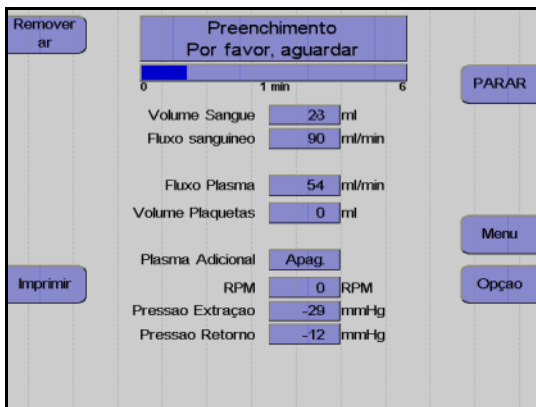 Remover
ar
Preenchimento
Por favor, aguardar
0 1 min 6
PARAR
Volume Sangue 23 ml
Fluxo sanguineo 90 ml/min
Fluxo Plasma 54 ml/min
Volume Plaquetas 0 ml
Menu
Plasma Adicional Apag.
Imprimir
Opçao
RPM 0 RPM
Pressao Extraçao -29 mmHg
Pressao Retorno -12 mmHg